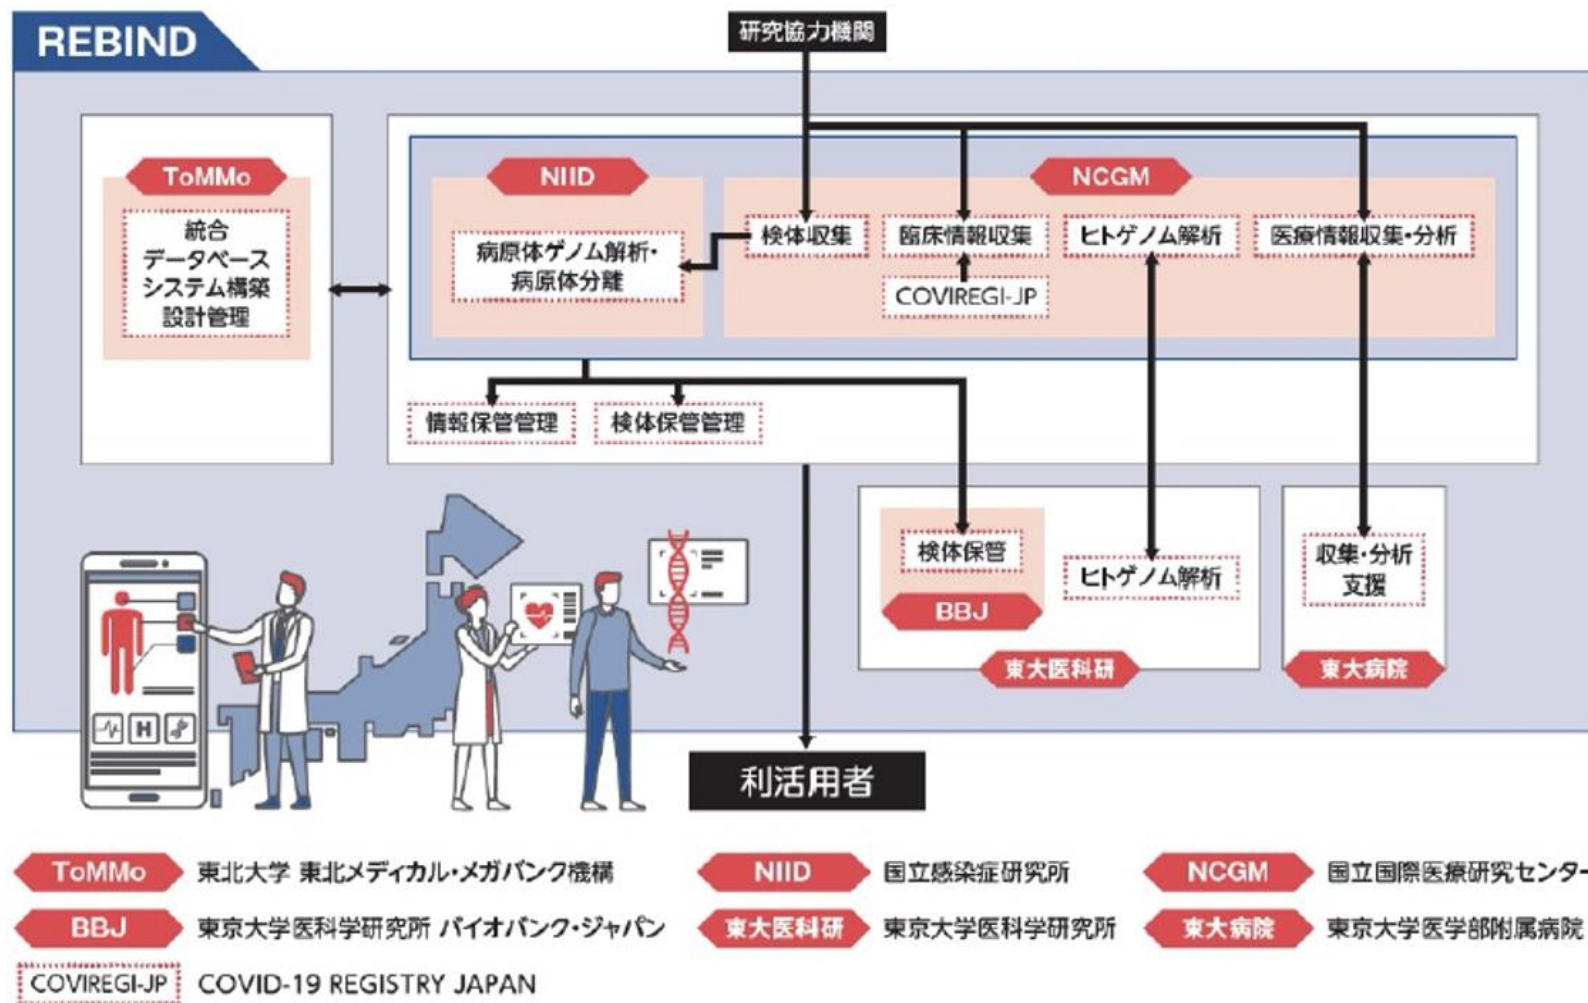 REBIND
研究協力機関
ToMMo
統合
データベース
システム構築
設計管理
NIID
病原体ゲノム解析・
病原体分離
NCGM
検体収集
臨床情報収集
COVIREGI-JP
ヒトゲノム解析
医療情報収集・分析
情報保管管理
検体保管管理
検体保管
BBJ
ヒトゲノム解析
東大医科研
収集・分析
支援
東大病院
H
利活用者
ToMMo 東北大学 東北メディカル・メガバンク機構
NIID 国立感染症研究所
NCGM 国立国際医療研究センター
BBJ 東京大学医科学研究所 バイオバンク・ジャパン
東大医科研 東京大学医科学研究所
東大病院 東京大学医学部附属病院
COVIREGI-JP COVID-19 REGISTRY JAPAN